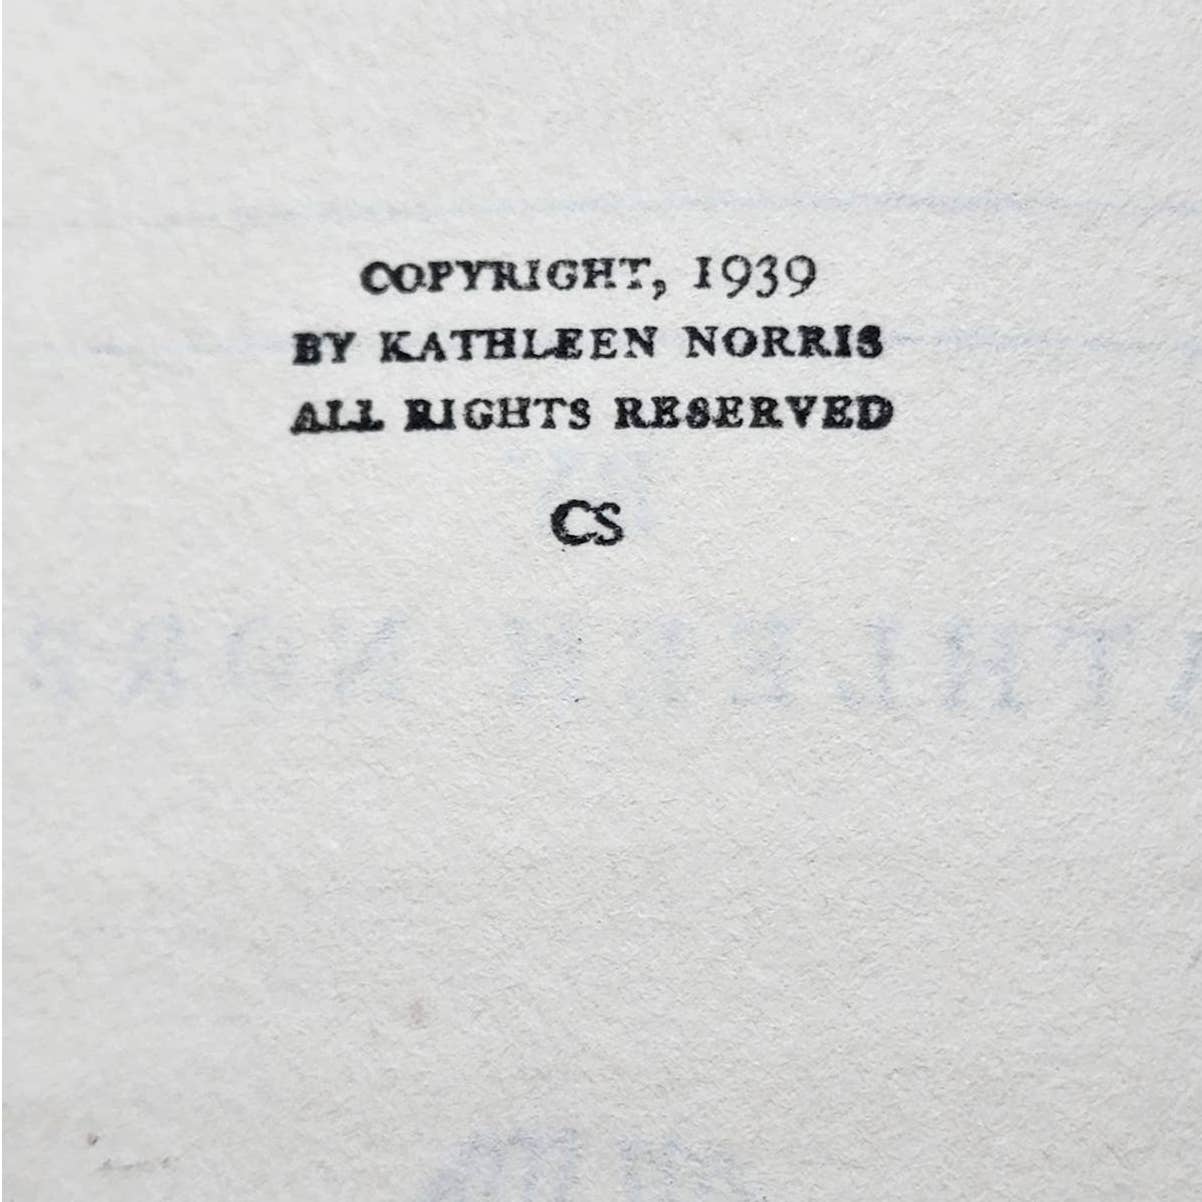 COPYRIGHT, 1939
BY KATHLEEN NORRIS
ALL RIGHTS RESERVED
CS